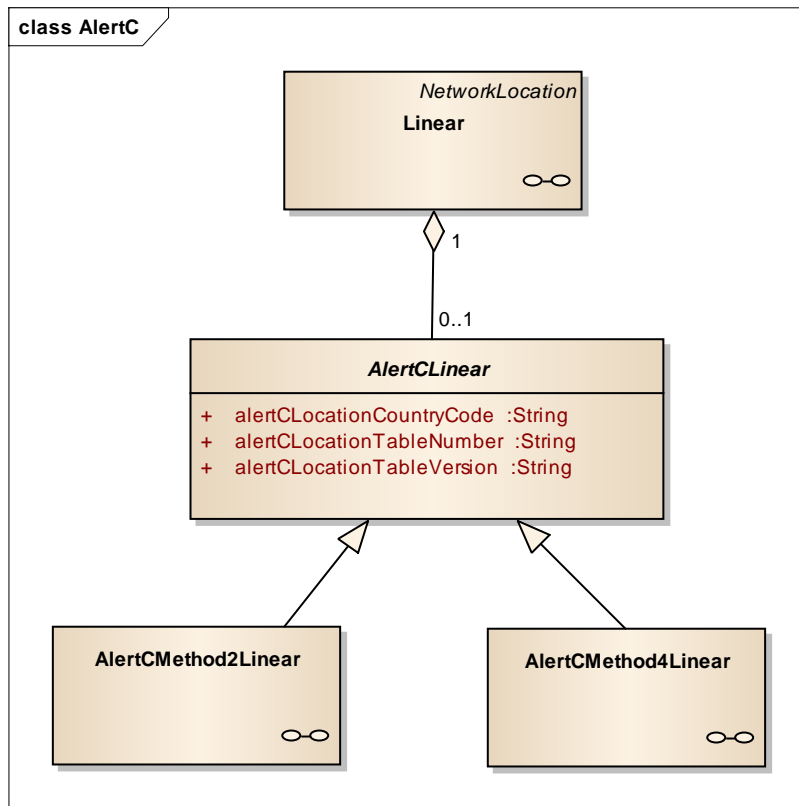 class AlertC
NetworkLocation
Linear
1
0..1
AlertCLinear
+ alertCLocationCountryCode :String
+ alertCLocationTableNumber :String
+ alertCLocationTableVersion :String
AlertCMethod2Linear
AlertCMethod4Linear